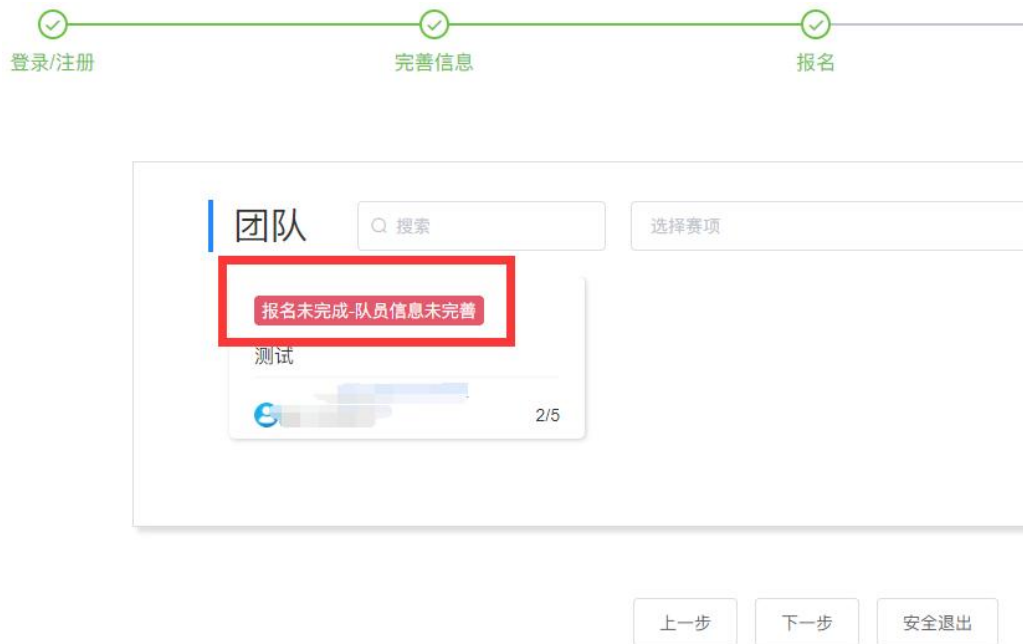 登录/注册 完善信息 报名
团队 搜索 选择赛项
报名未完成-队员信息未完善
测试
2/5
上一步 下一步 安全退出